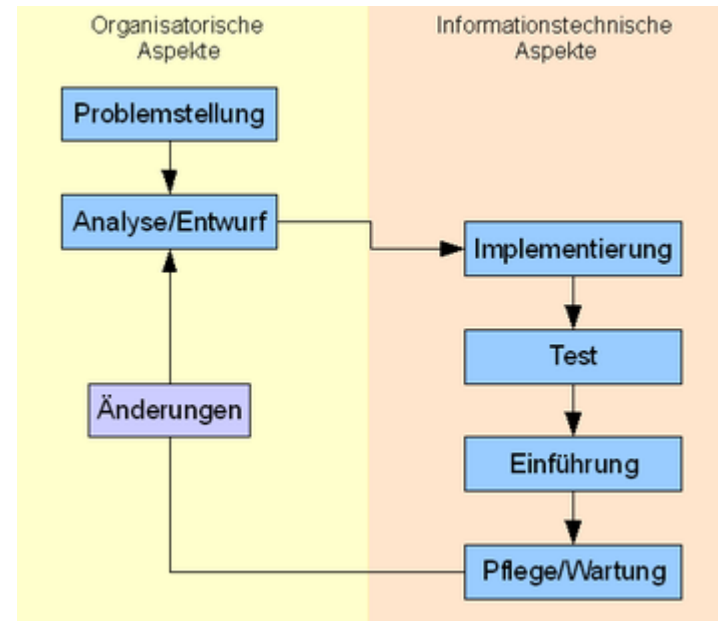 Organisatorische
Aspekte
Informationstechnische
Aspekte
Problemstellung
Analyse/Entwurf
Implementierung
Test
Änderungen
Einführung
Pflege/Wartung